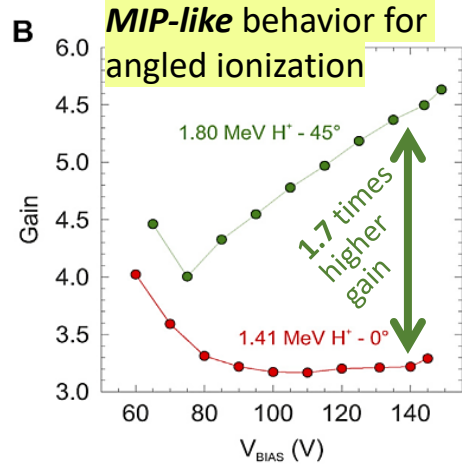 B
MIP-like behavior for
angled ionization
6.0
4.5
5.0
4.5
4.0
3.5
3.0
Gain
1.80 MeV H⁺ - 45°
1.7 times
higher
gain
1.41 MeV H⁺ - 0°
60 80 100 120 140
V_BIAS (V)